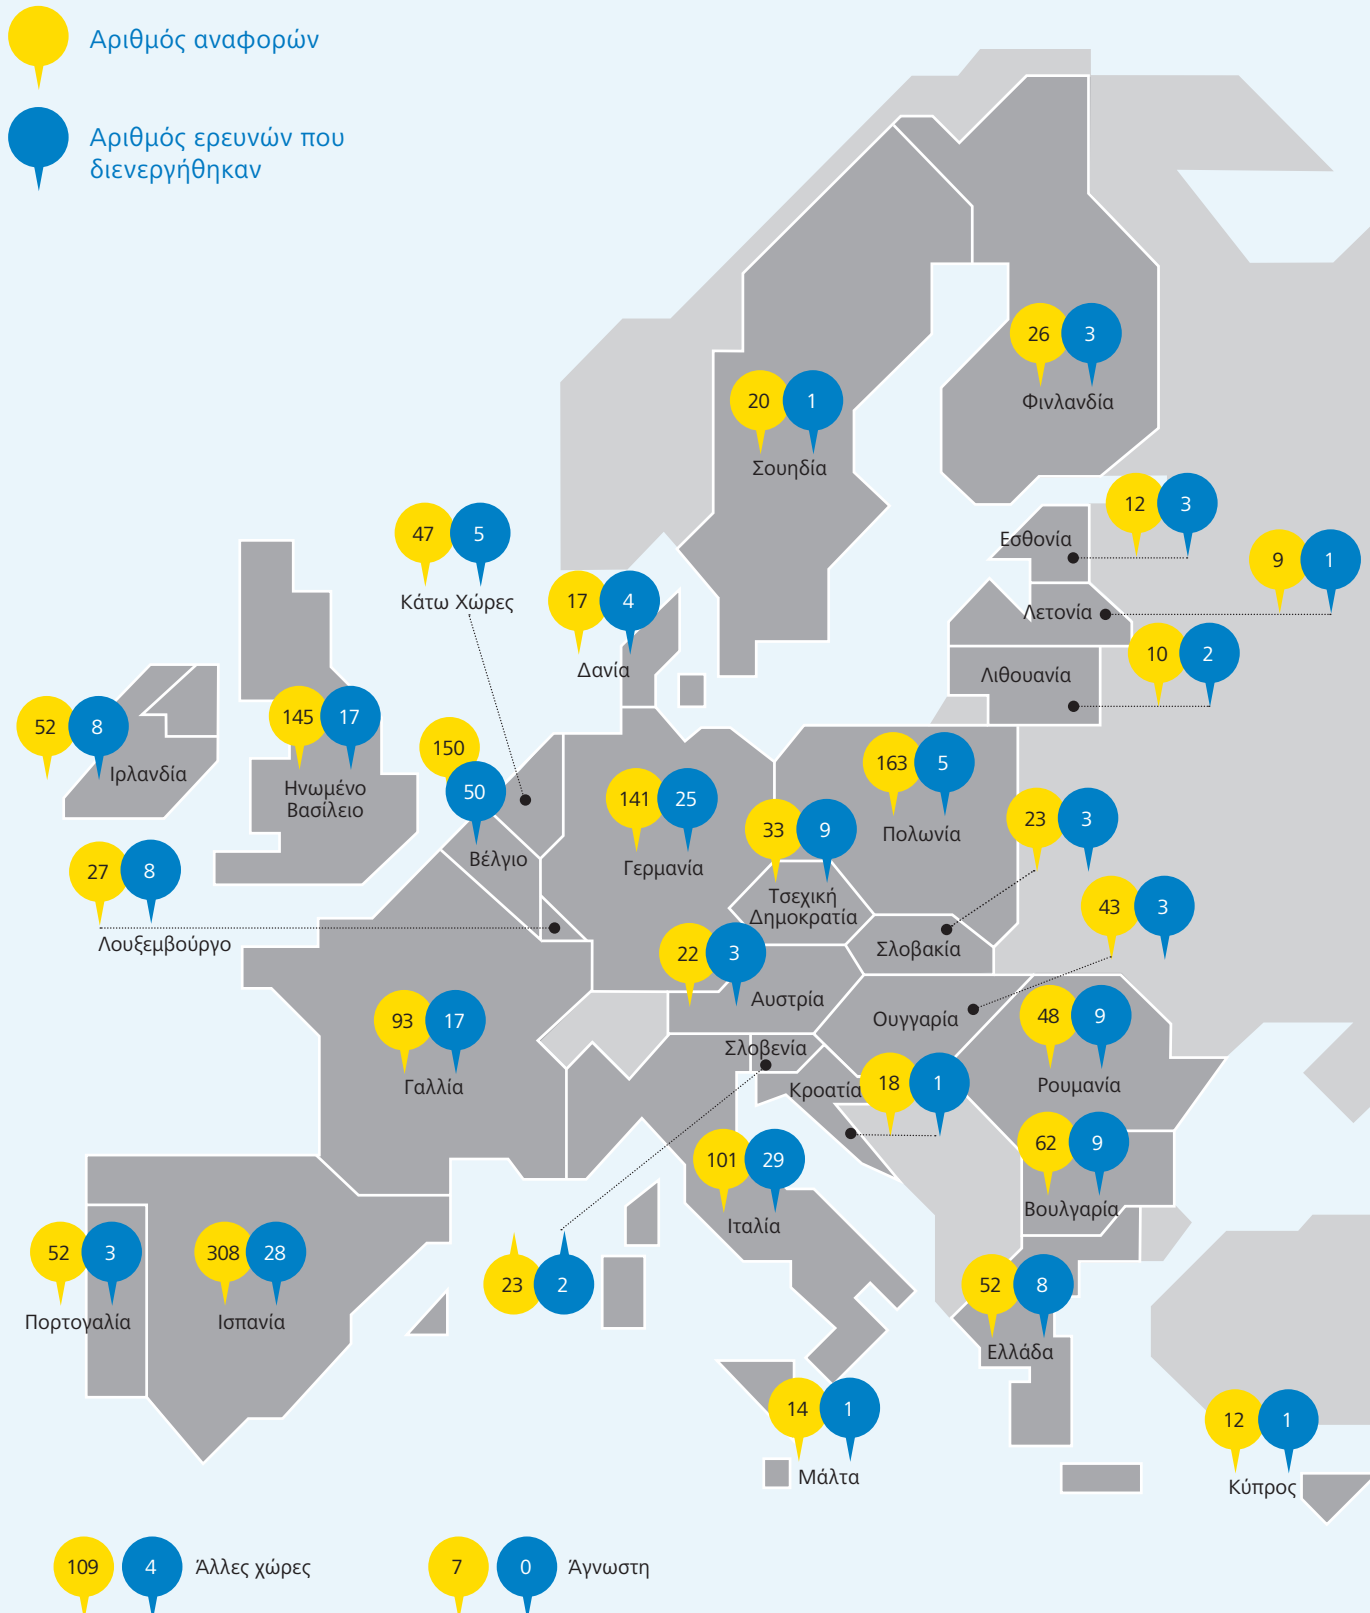 Αριθμός αναφορών
Αριθμός ερευνών που
διενεργήθηκαν
26
3
Φινλανδία
20
1
Σουηδία
12
3
Εσθονία
9
1
Λετονία
47
5
Κάτω Χώρες
17
4
Δανία
10
2
Λιθουανία
52
8
Ιρλανδία
145
17
Ηνωμένο
Βασίλειο
150
50
Βέλγιο
141
25
Γερμανία
163
5
Πολωνία
33
9
Τσεχική
Δημοκρατία
23
3
Σλοβακία
27
8
Λουξεμβούργο
43
3
Ουγγαρία
22
3
Αυστρία
93
17
Γαλλία
48
9
Ρουμανία
Σλοβενία
Κροατία
18
1
62
9
Βουλγαρία
101
29
Ιταλία
52
3
Πορτογαλία
308
28
Ισπανία
23
2
52
8
Ελλάδα
14
1
Μάλτα
12
1
Κύπρος
109
4
Άλλες χώρες
7
0
Άγνωστη